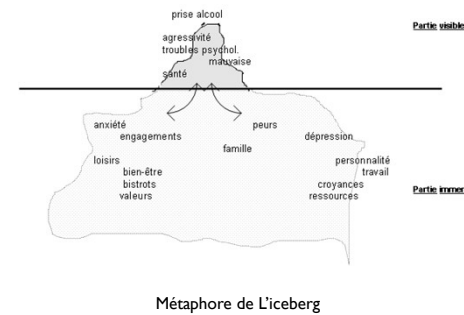 prise alcool
Partie visible
agressivité
troubles psychol.
mauvaise
santé
anxiété
peurs
engagements
dépression
famille
loisirs
personnalité
bien-être
travail
bistrots
croyances
Partie immer
valeurs
ressources
Métaphore de L'iceberg